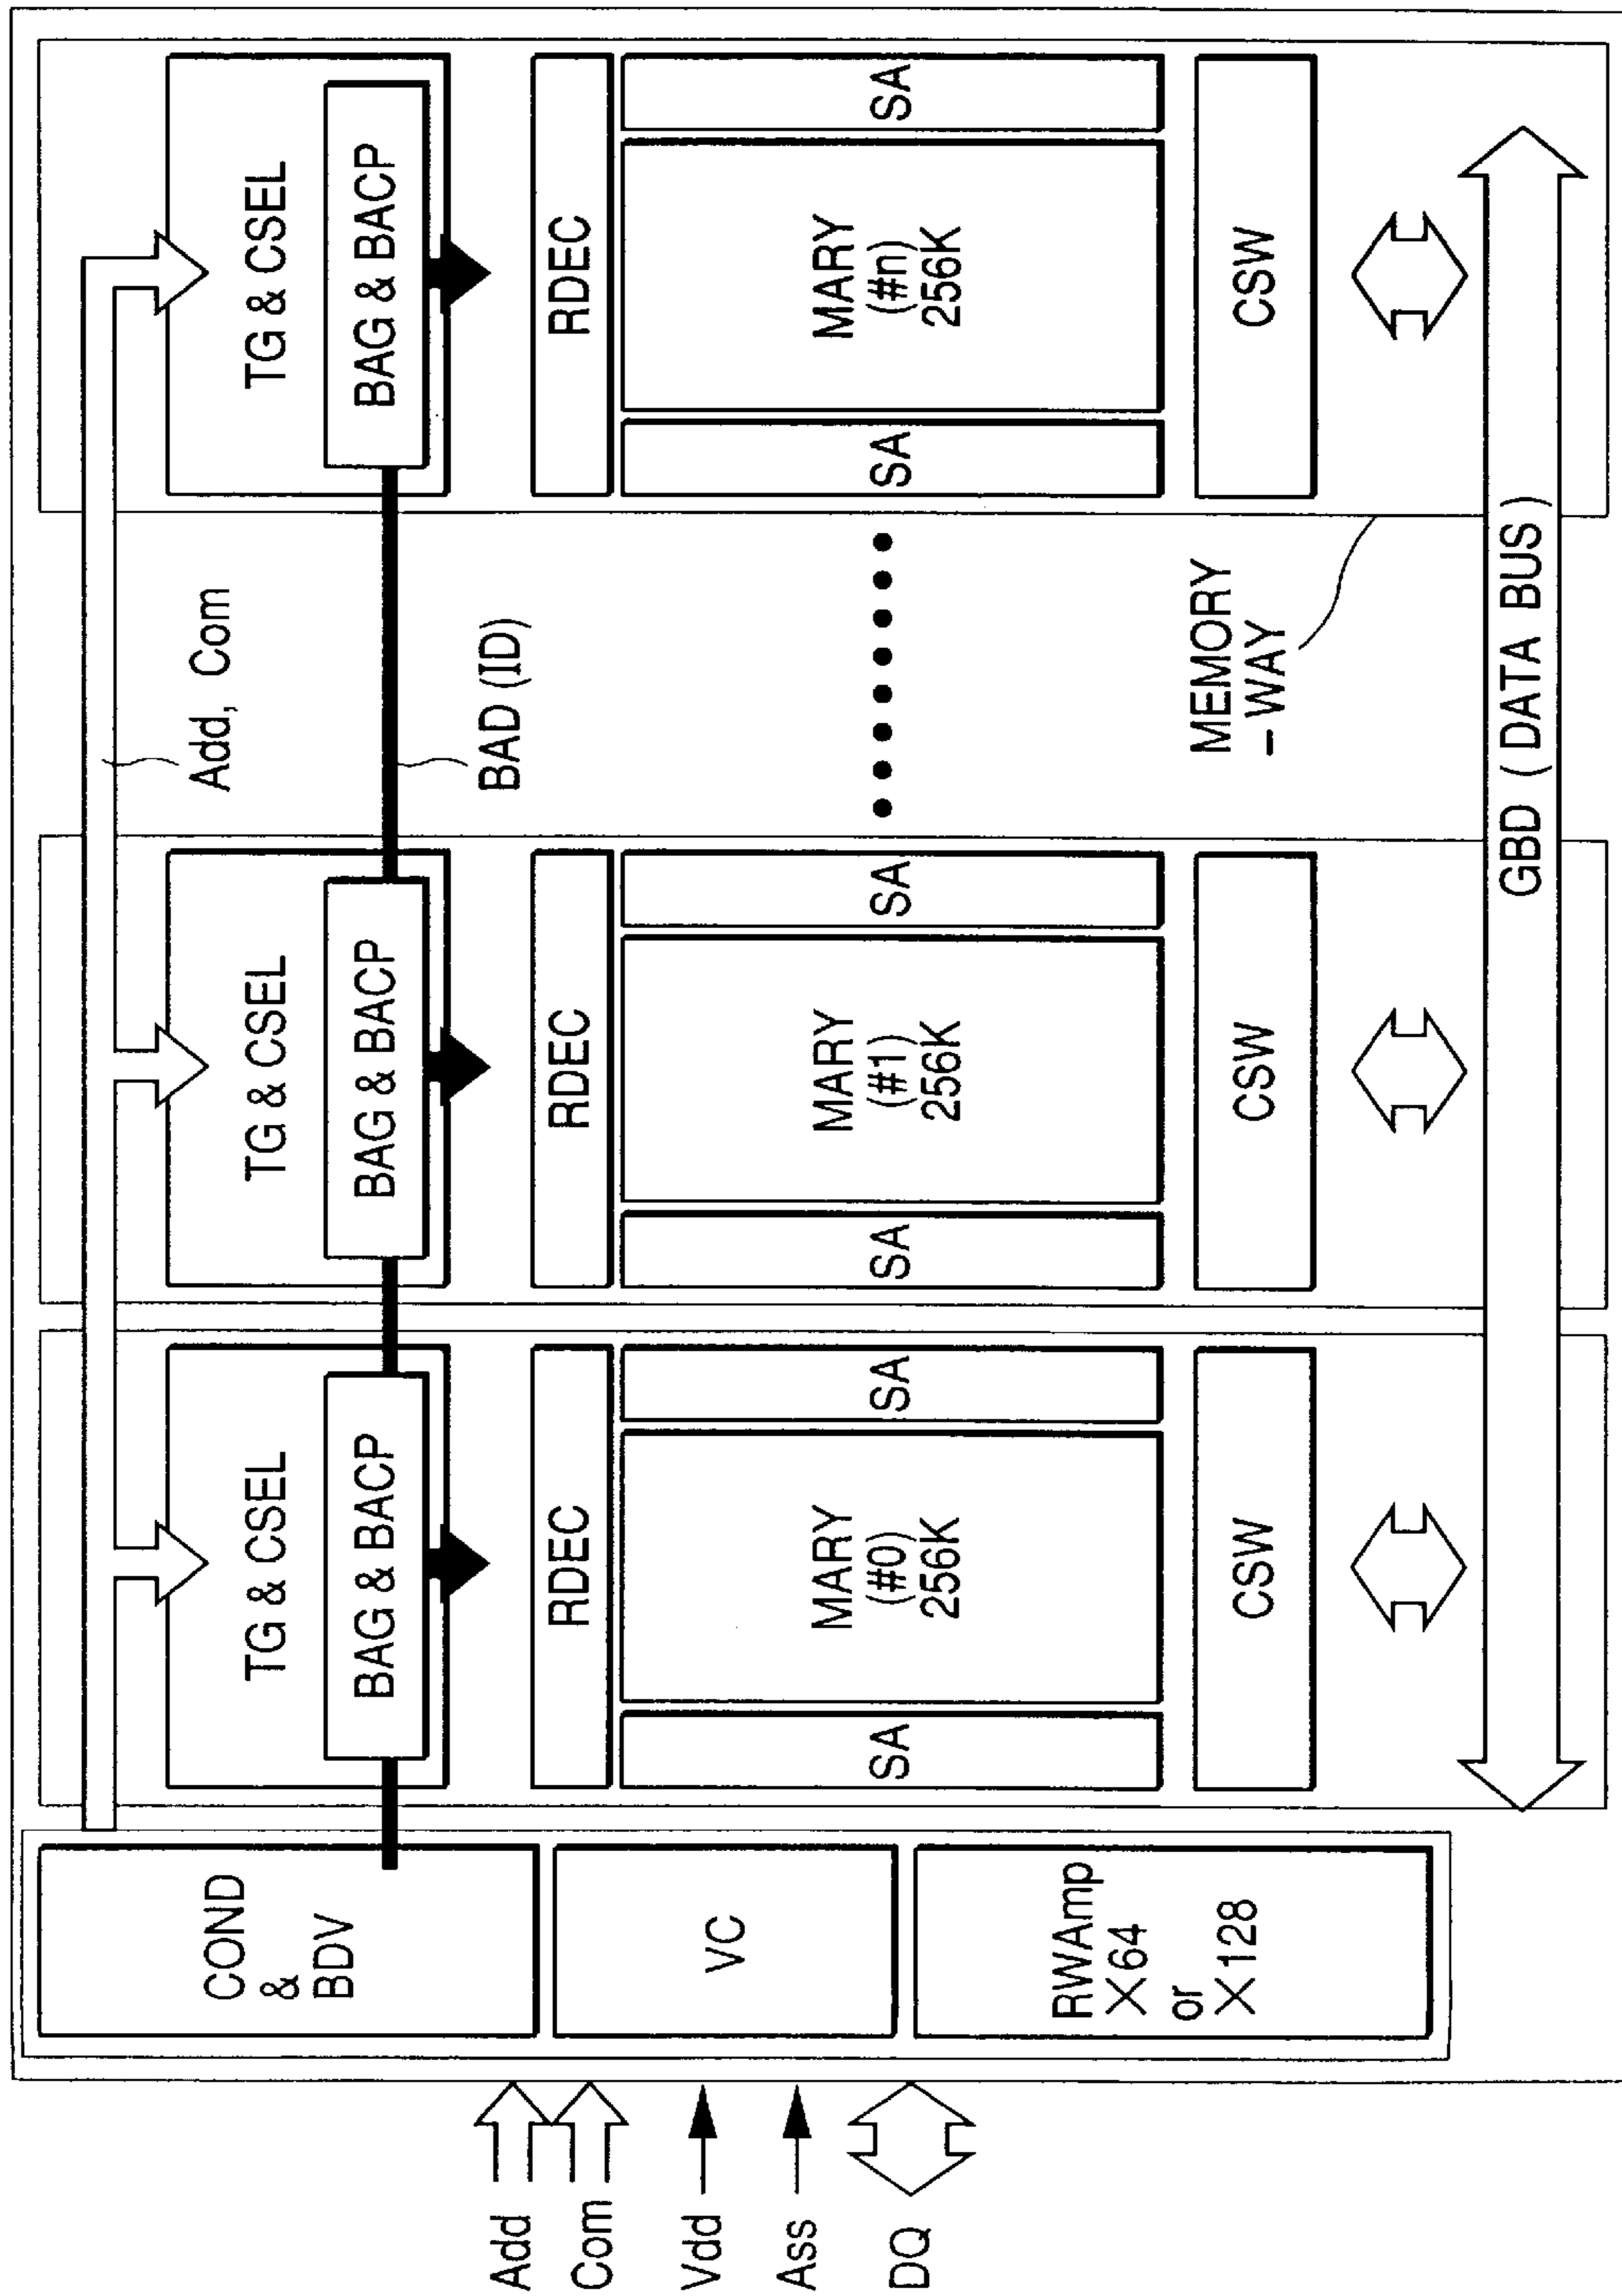 Add
Com
Vdd
Ass
DQ
COND
&
BDV
VC
RWAmp
×64
or
×128
Add, Com
BAD (ID)
TG & CSEL
BAG & BACP
RDEC
SA
MARY
(#0)
256K
SA
CSW
TG & CSEL
BAG & BACP
RDEC
SA
MARY
(#1)
256K
SA
CSW
MEMORY
- WAY
TG & CSEL
BAG & BACP
RDEC
SA
MARY
(#n)
256K
SA
CSW
GBD ( DATA BUS )